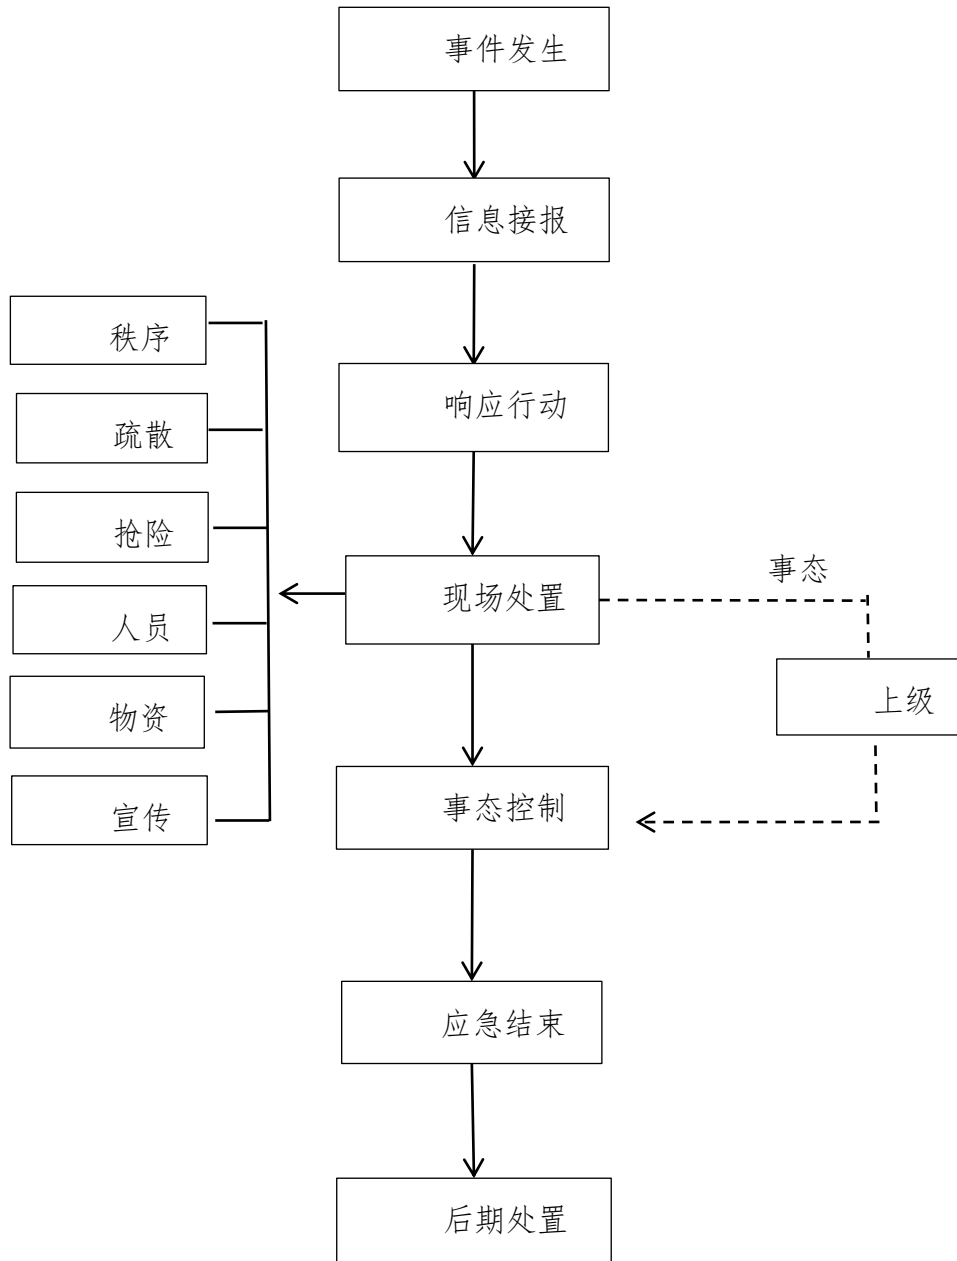 事件发生
信息接报
秩序
响应行动
疏散
抢险
事态
现场处置
人员
上级
物资
事态控制
宣传
应急结束
后期处置